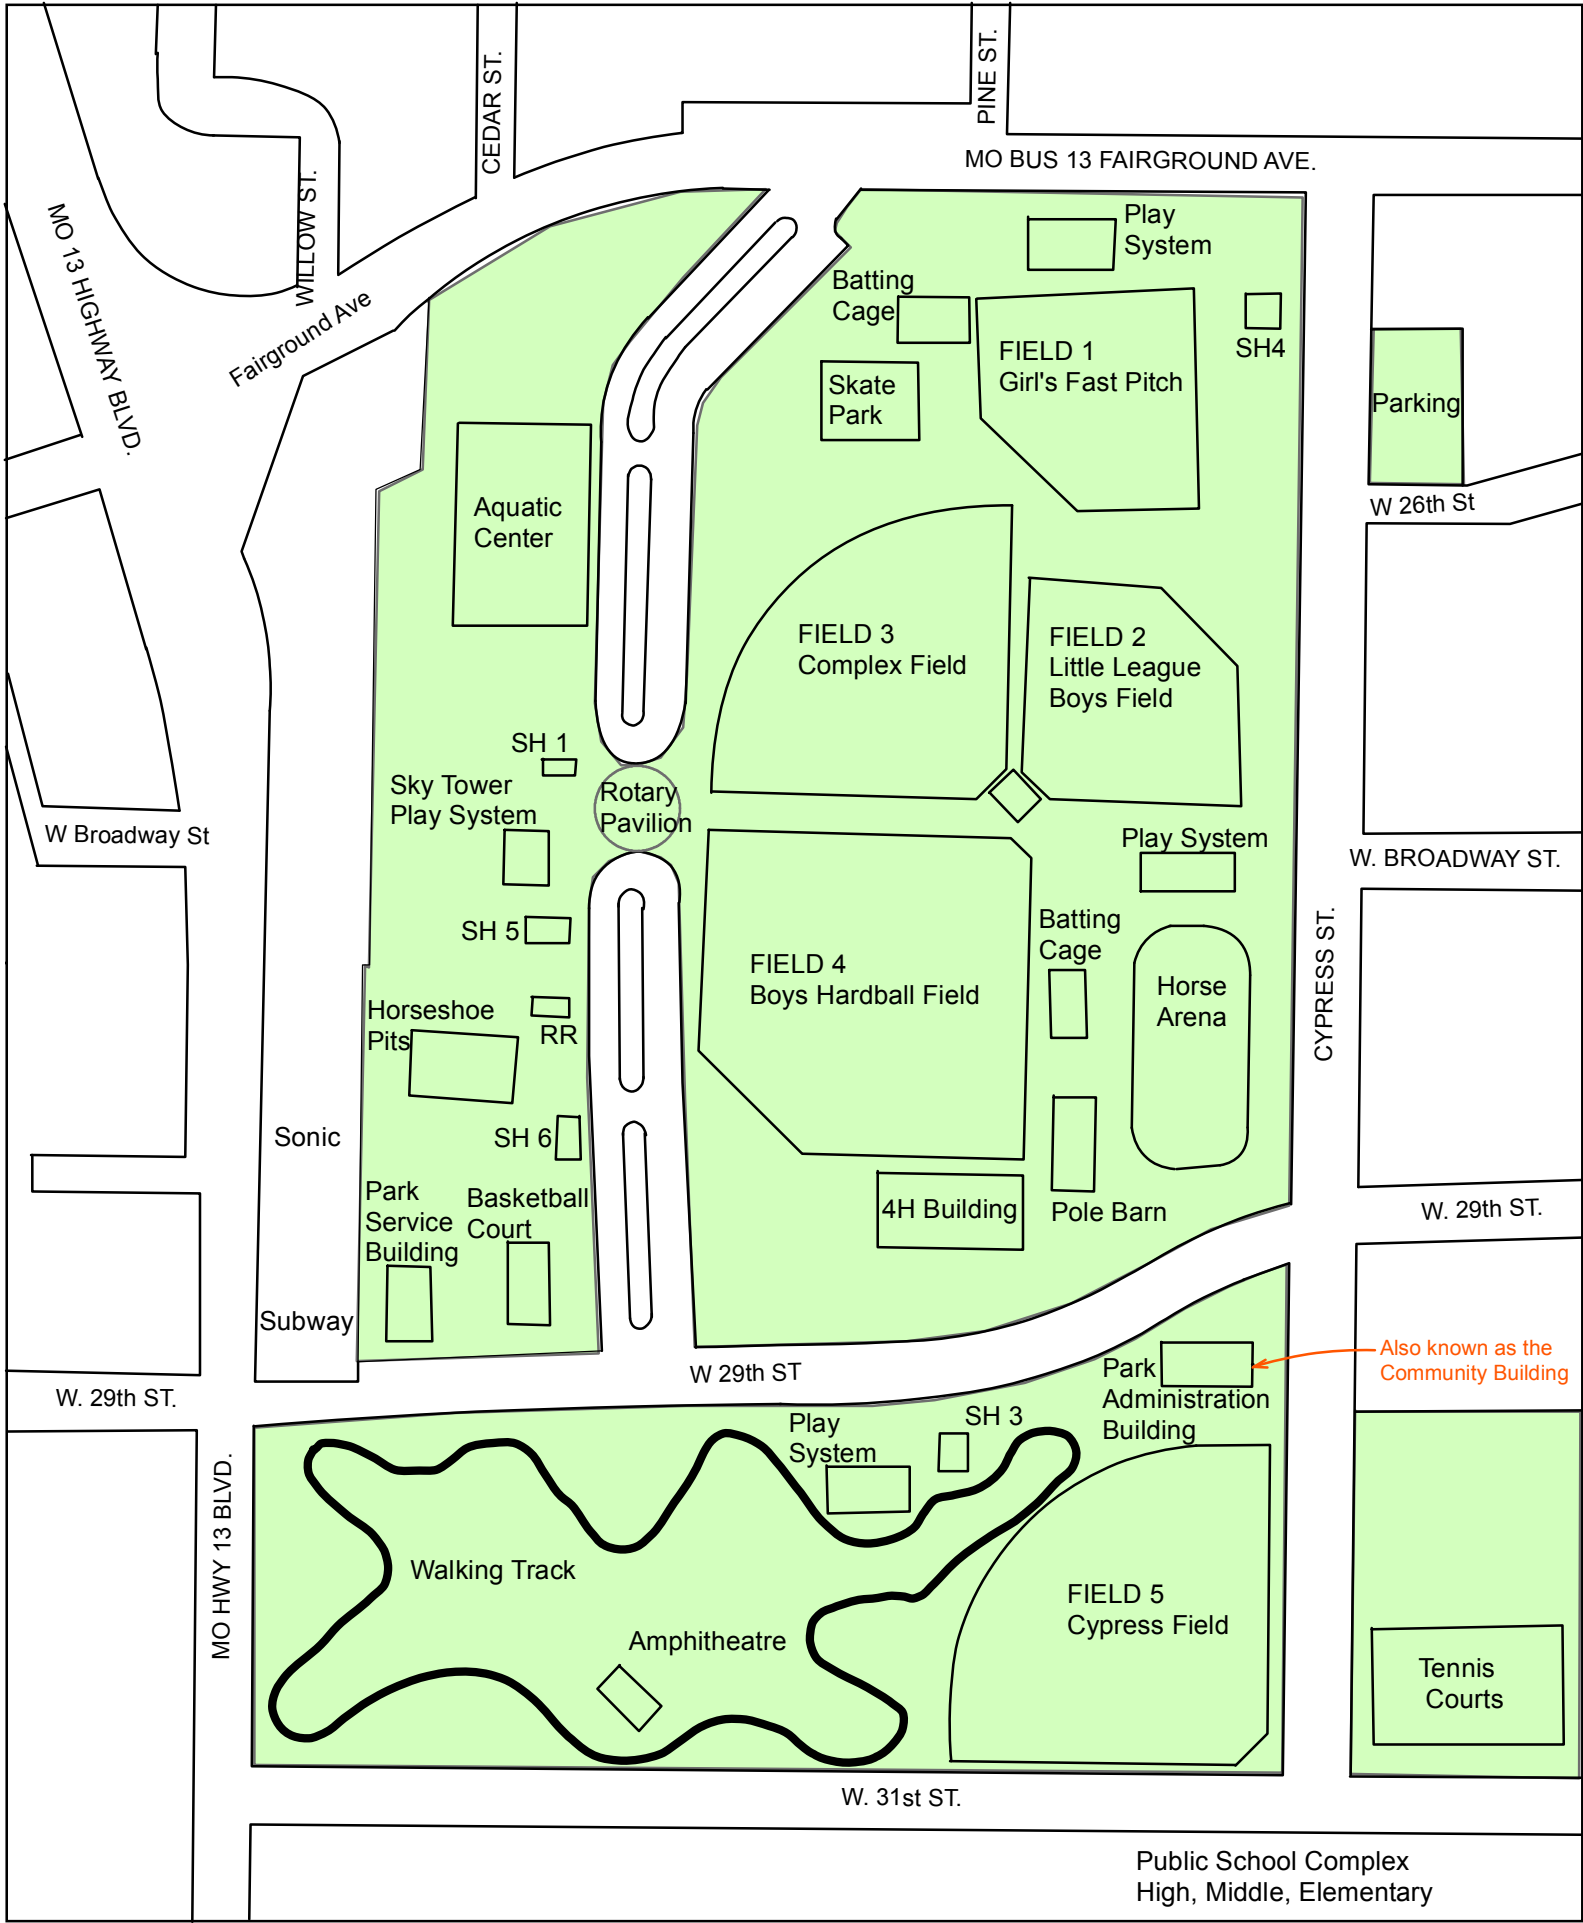 CEDAR ST.
PINE ST.
MO BUS 13 FAIRGROUND AVE.
WILLOW ST.
MO 13 HIGHWAY BLVD.
Fairground Ave
Play
System
Batting
Cage
SH4
FIELD 1
Girl's Fast Pitch
Skate
Park
Parking
W 26th St
Aquatic
Center
FIELD 3
Complex Field
FIELD 2
Little League
Boys Field
SH 1
Sky Tower
Play System
Rotary
Pavilion
W Broadway St
Play System
W. BROADWAY ST.
SH 5
Batting
Cage
FIELD 4
Boys Hardball Field
Horse
Arena
CYPRESS ST.
Horseshoe
Pits
RR
Sonic
SH 6
Park
Service
Building
Basketball
Court
4H Building
Pole Barn
W. 29th ST.
Subway
W 29th ST
Also known as the
Community Building
Park
Administration
Building
W. 29th ST.
Play
System
SH 3
MO HWY 13 BLVD.
Walking Track
FIELD 5
Cypress Field
Amphitheatre
Tennis
Courts
W. 31st ST.
Public School Complex
High, Middle, Elementary